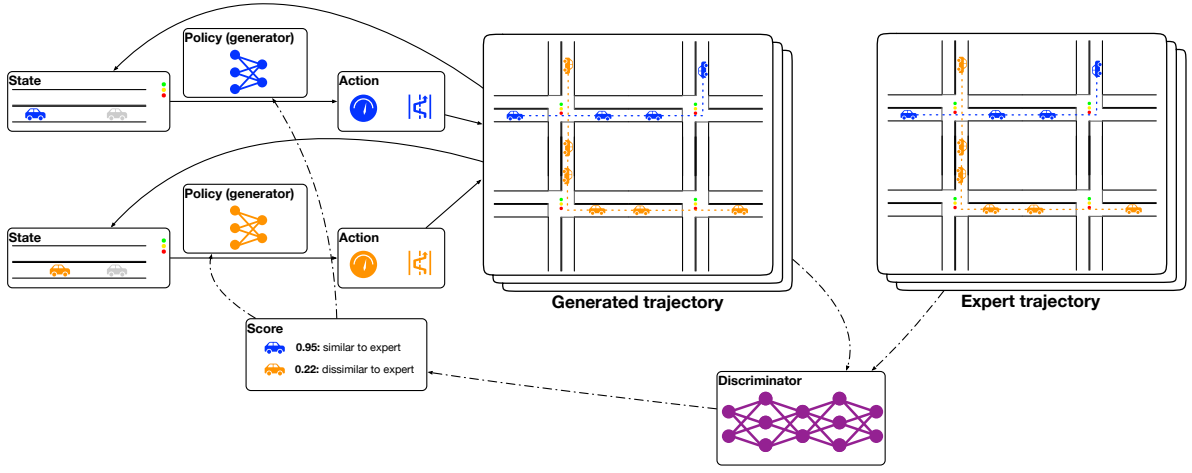 Policy (generator)
State
Action
Policy (generator)
State
Action
Generated trajectory
Expert trajectory
Score
0.95: similar to expert
0.22: dissimilar to expert
Discriminator